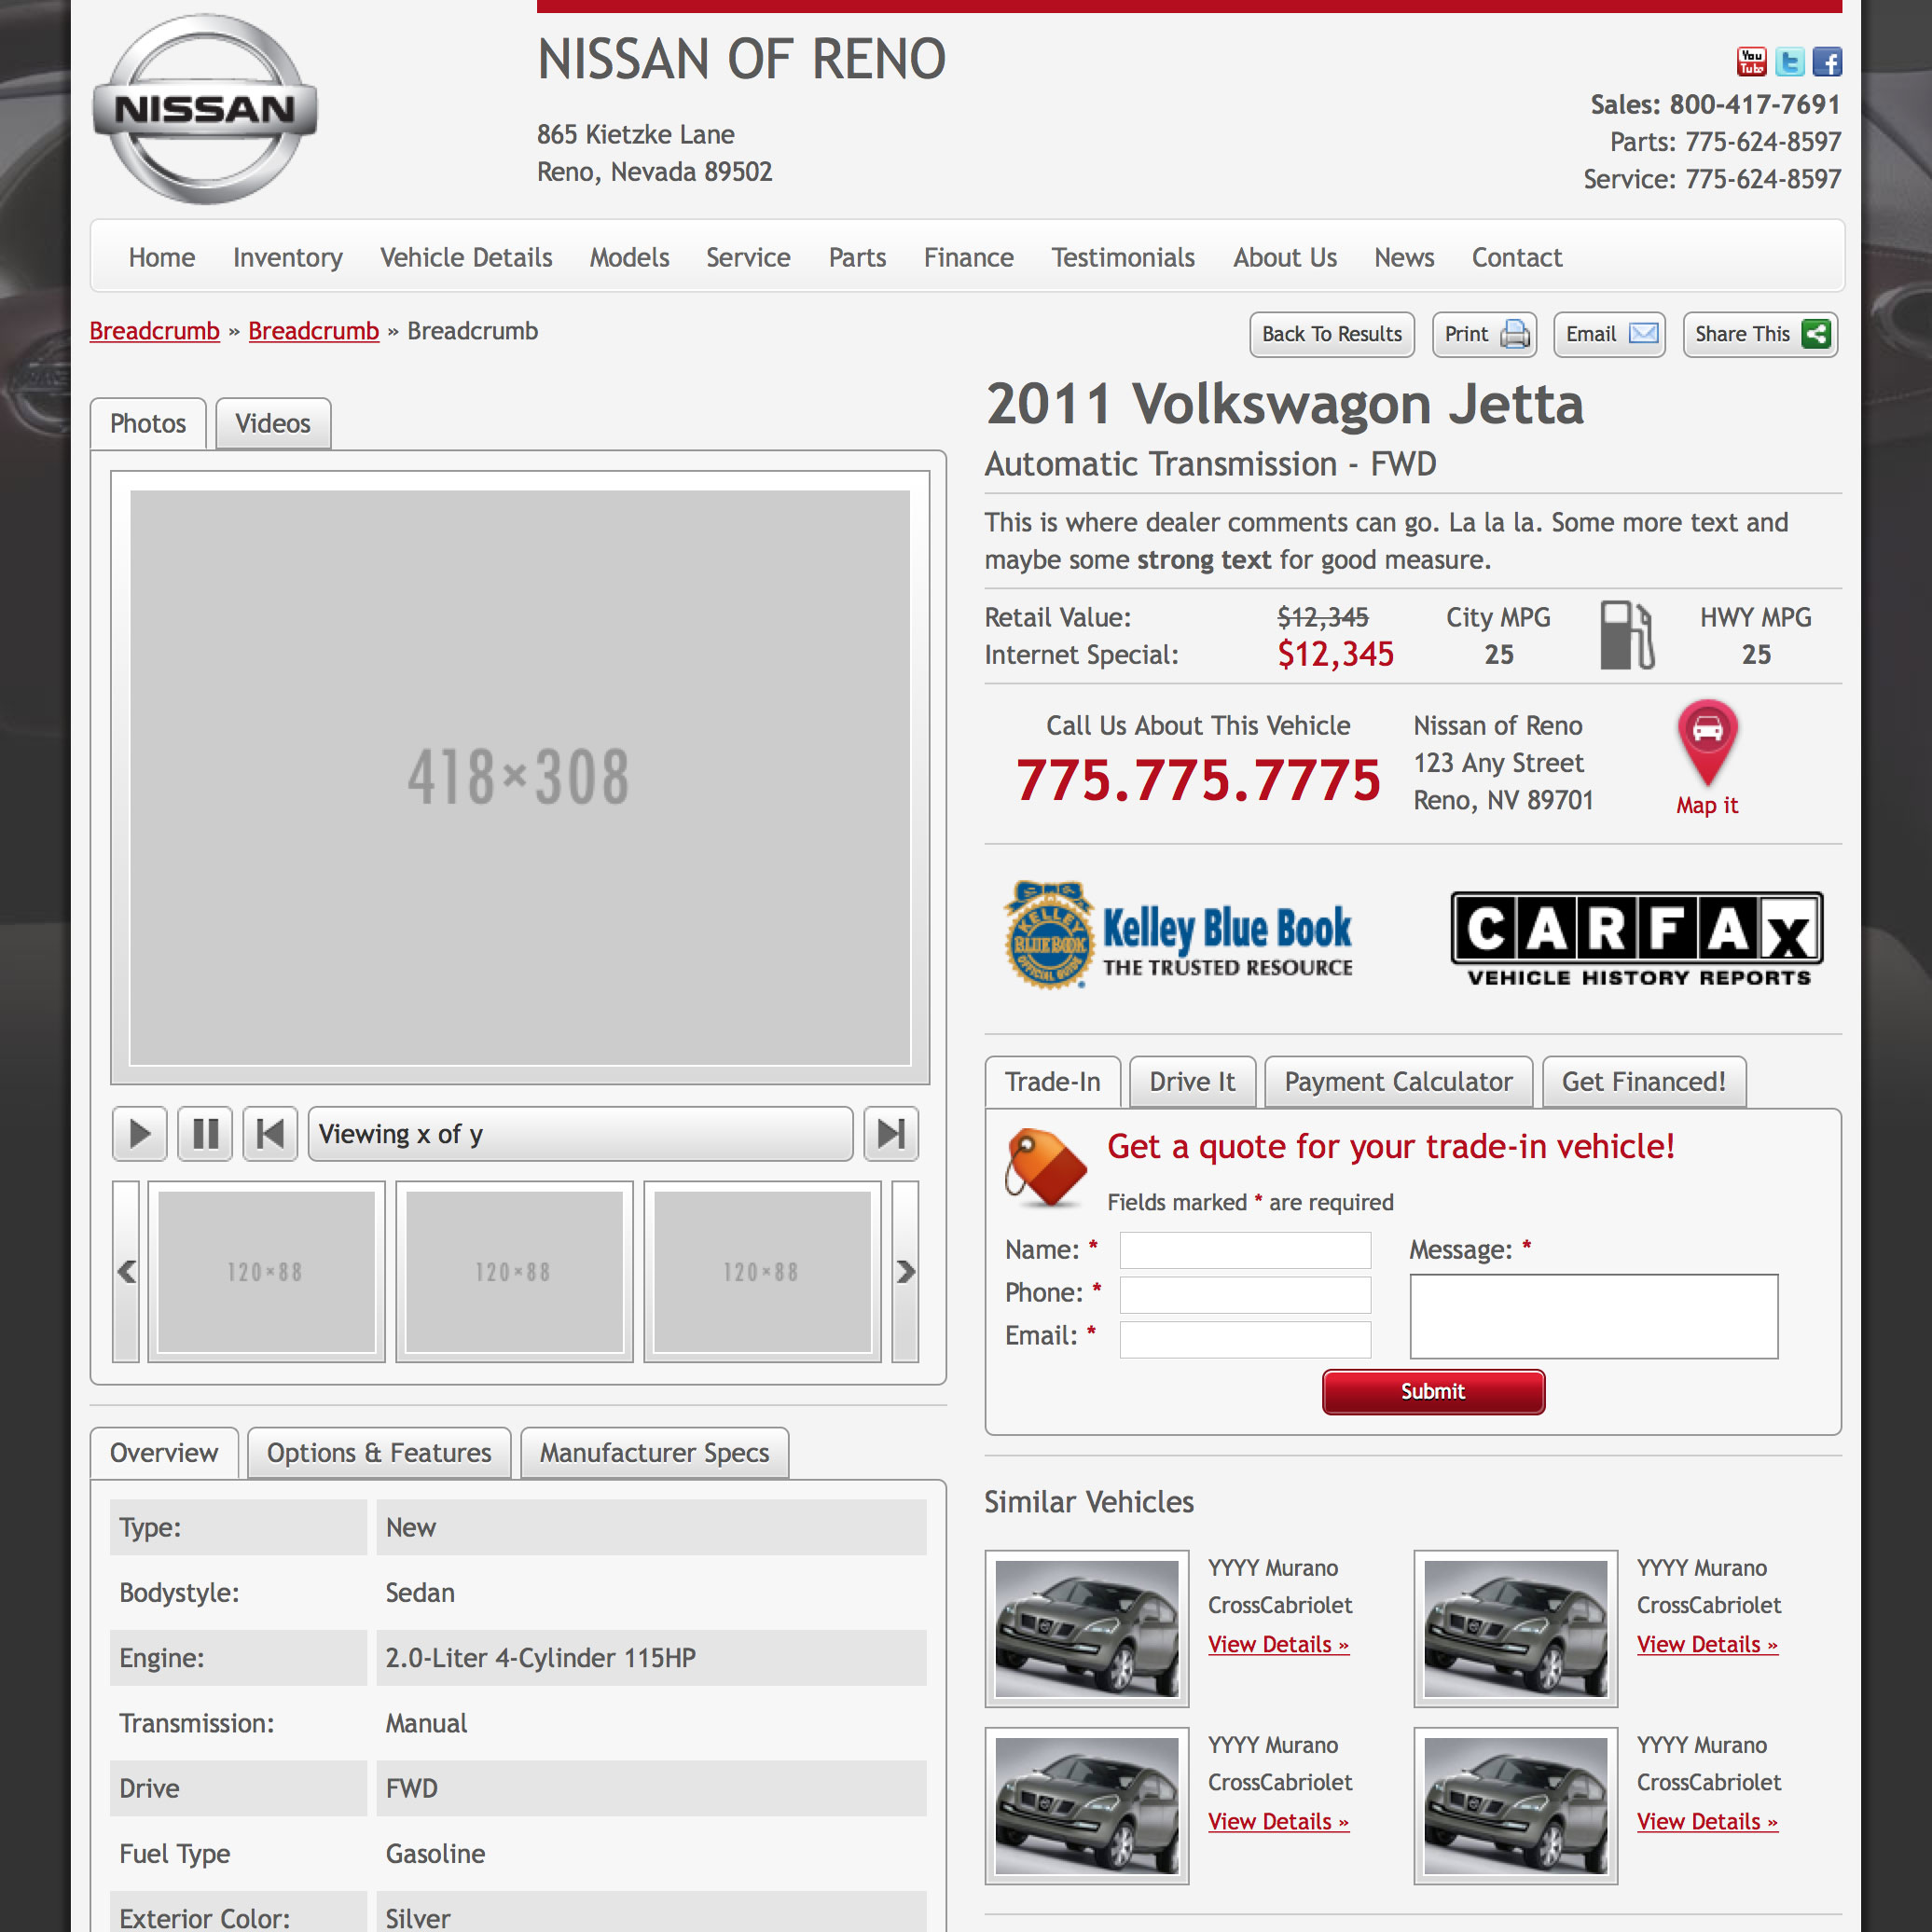 NISSAN
NISSAN OF RENO
865 Kietzke Lane
Reno, Nevada 89502
You
Tube
Sales: 800-417-7691
Parts: 775-624-8597
Service: 775-624-8597
Home Inventory Vehicle Details Models Service Parts Finance Testimonials About Us News Contact
Breadcrumb » Breadcrumb » Breadcrumb
Back To Results Print Email Share This
Photos Videos
418×308
Viewing x of y
120×88 120×88 120×88
Overview Options & Features Manufacturer Specs
Type: New
Bodystyle: Sedan
Engine: 2.0-Liter 4-Cylinder 115HP
Transmission: Manual
Drive FWD
Fuel Type Gasoline
Exterior Color: Silver
2011 Volkswagon Jetta
Automatic Transmission - FWD
This is where dealer comments can go. La la la. Some more text and
maybe some strong text for good measure.
Retail Value: $12,345 City MPG HWY MPG
Internet Special: $12,345 25 25
Call Us About This Vehicle
775.775.7775
Nissan of Reno
123 Any Street
Reno, NV 89701
Map it
KELLEY
BLUE BOOK
OFFICIAL GUIDE
Kelley Blue Book
THE TRUSTED RESOURCE
CARFAX
VEHICLE HISTORY REPORTS
Trade-In Drive It Payment Calculator Get Financed!
Get a quote for your trade-in vehicle!
Fields marked * are required
Name: *
Phone: *
Email: *
Message: *
Submit
Similar Vehicles
YYYY Murano
CrossCabriolet
View Details »
YYYY Murano
CrossCabriolet
View Details »
YYYY Murano
CrossCabriolet
View Details »
YYYY Murano
CrossCabriolet
View Details »